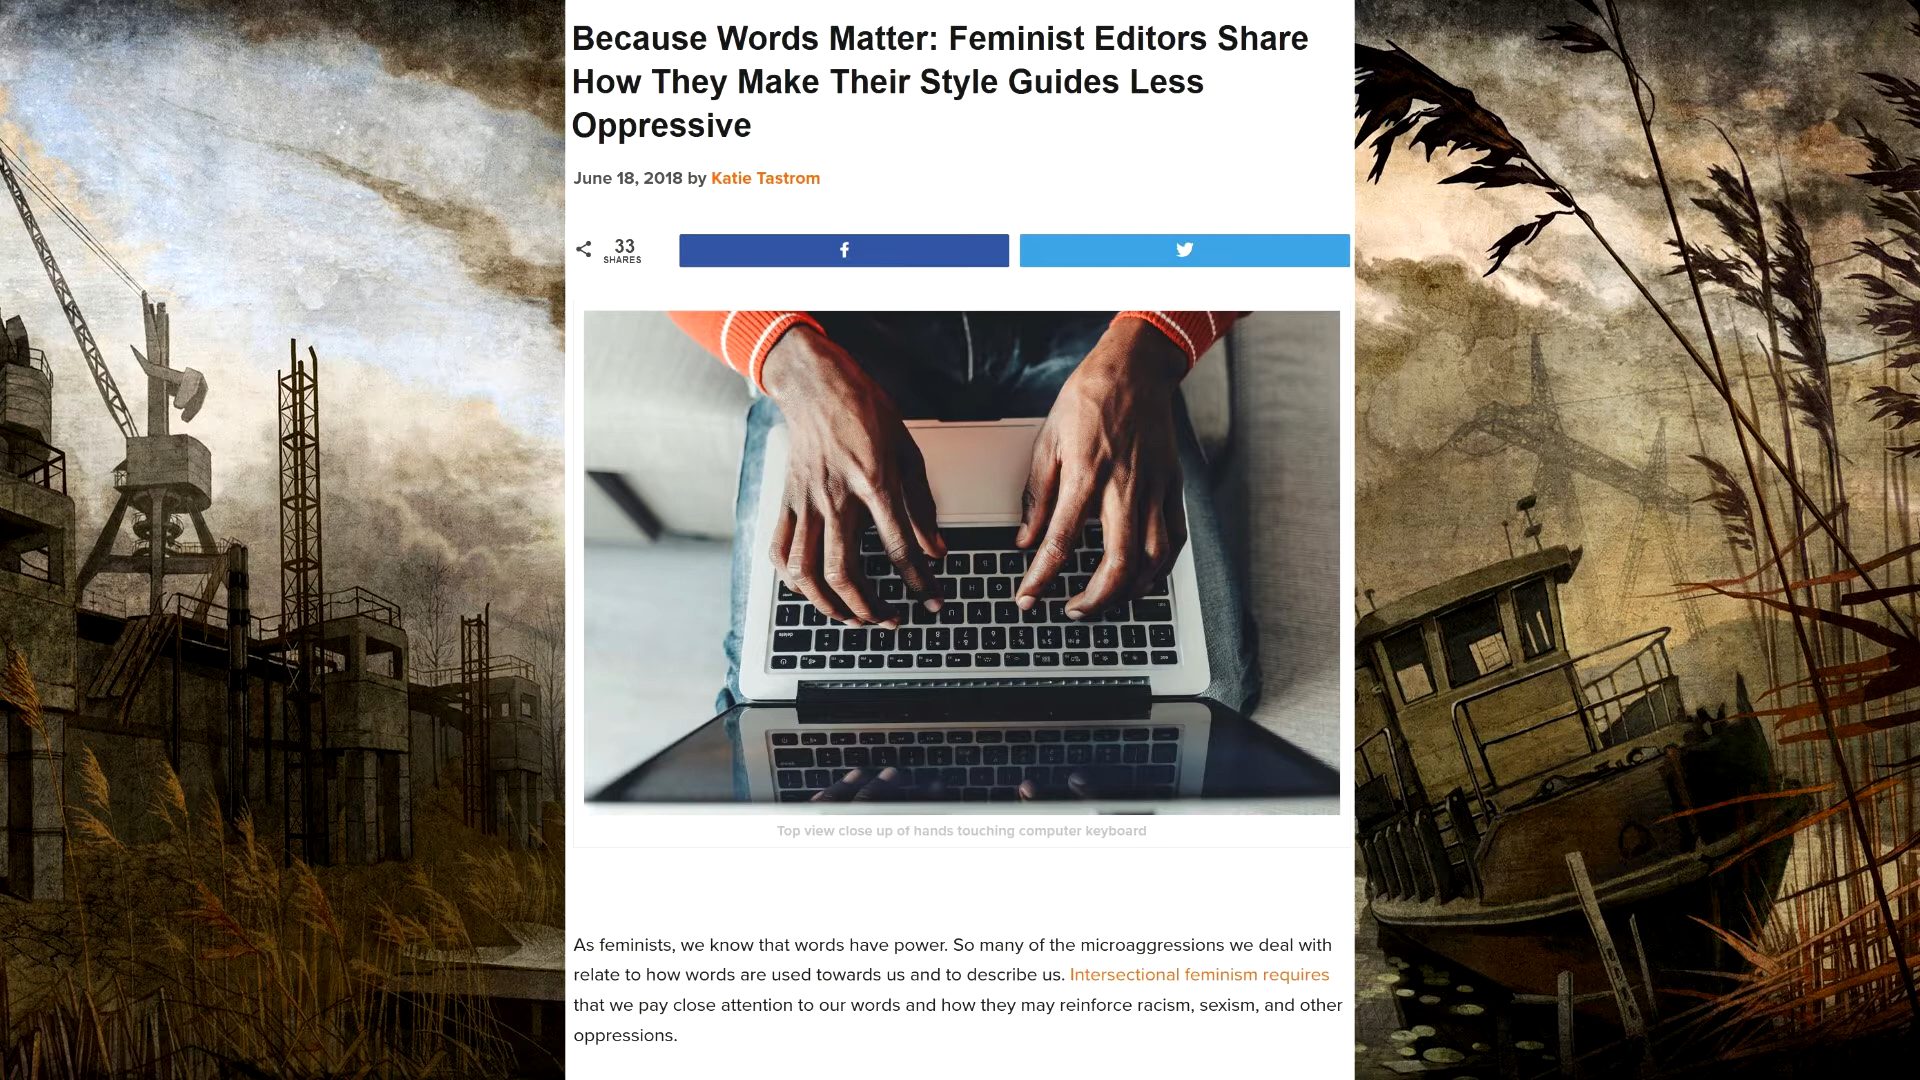 Because Words Matter: Feminist Editors Share
How They Make Their Style Guides Less
Oppressive
June 18, 2018 by Katie Tastrom
33
SHARES
Top view close up of hands touching computer keyboard
As feminists, we know that words have power. So many of the microaggressions we deal with
relate to how words are used towards us and to describe us. Intersectional feminism requires
that we pay close attention to our words and how they may reinforce racism, sexism, and other
oppressions.